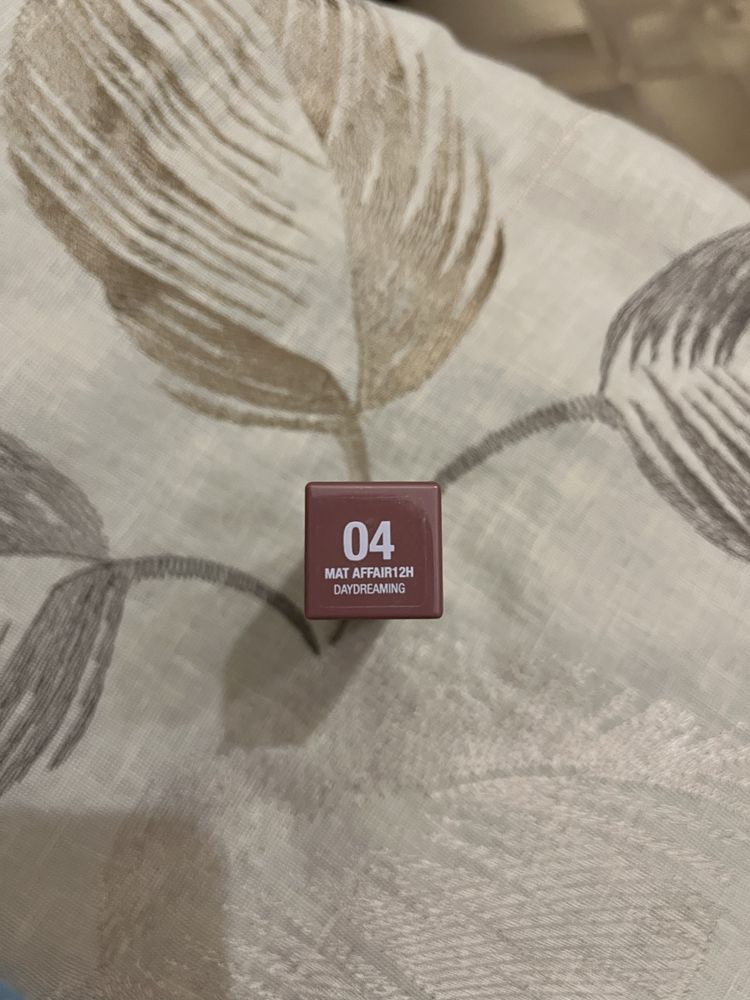 04
MAT AFFAIR12H
DAYDREAMING